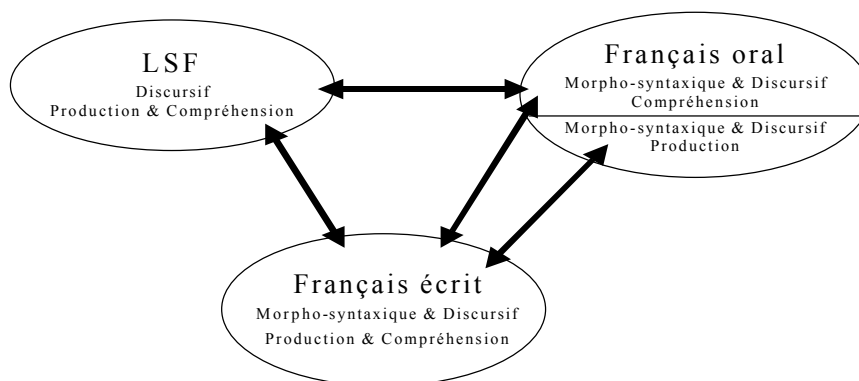 LSF
Discursif
Production & Compréhension
Français oral
Morpho-syntaxique & Discursif
Compréhension
Morpho-syntaxique & Discursif
Production
Français écrit
Morpho-syntaxique & Discursif
Production & Compréhension